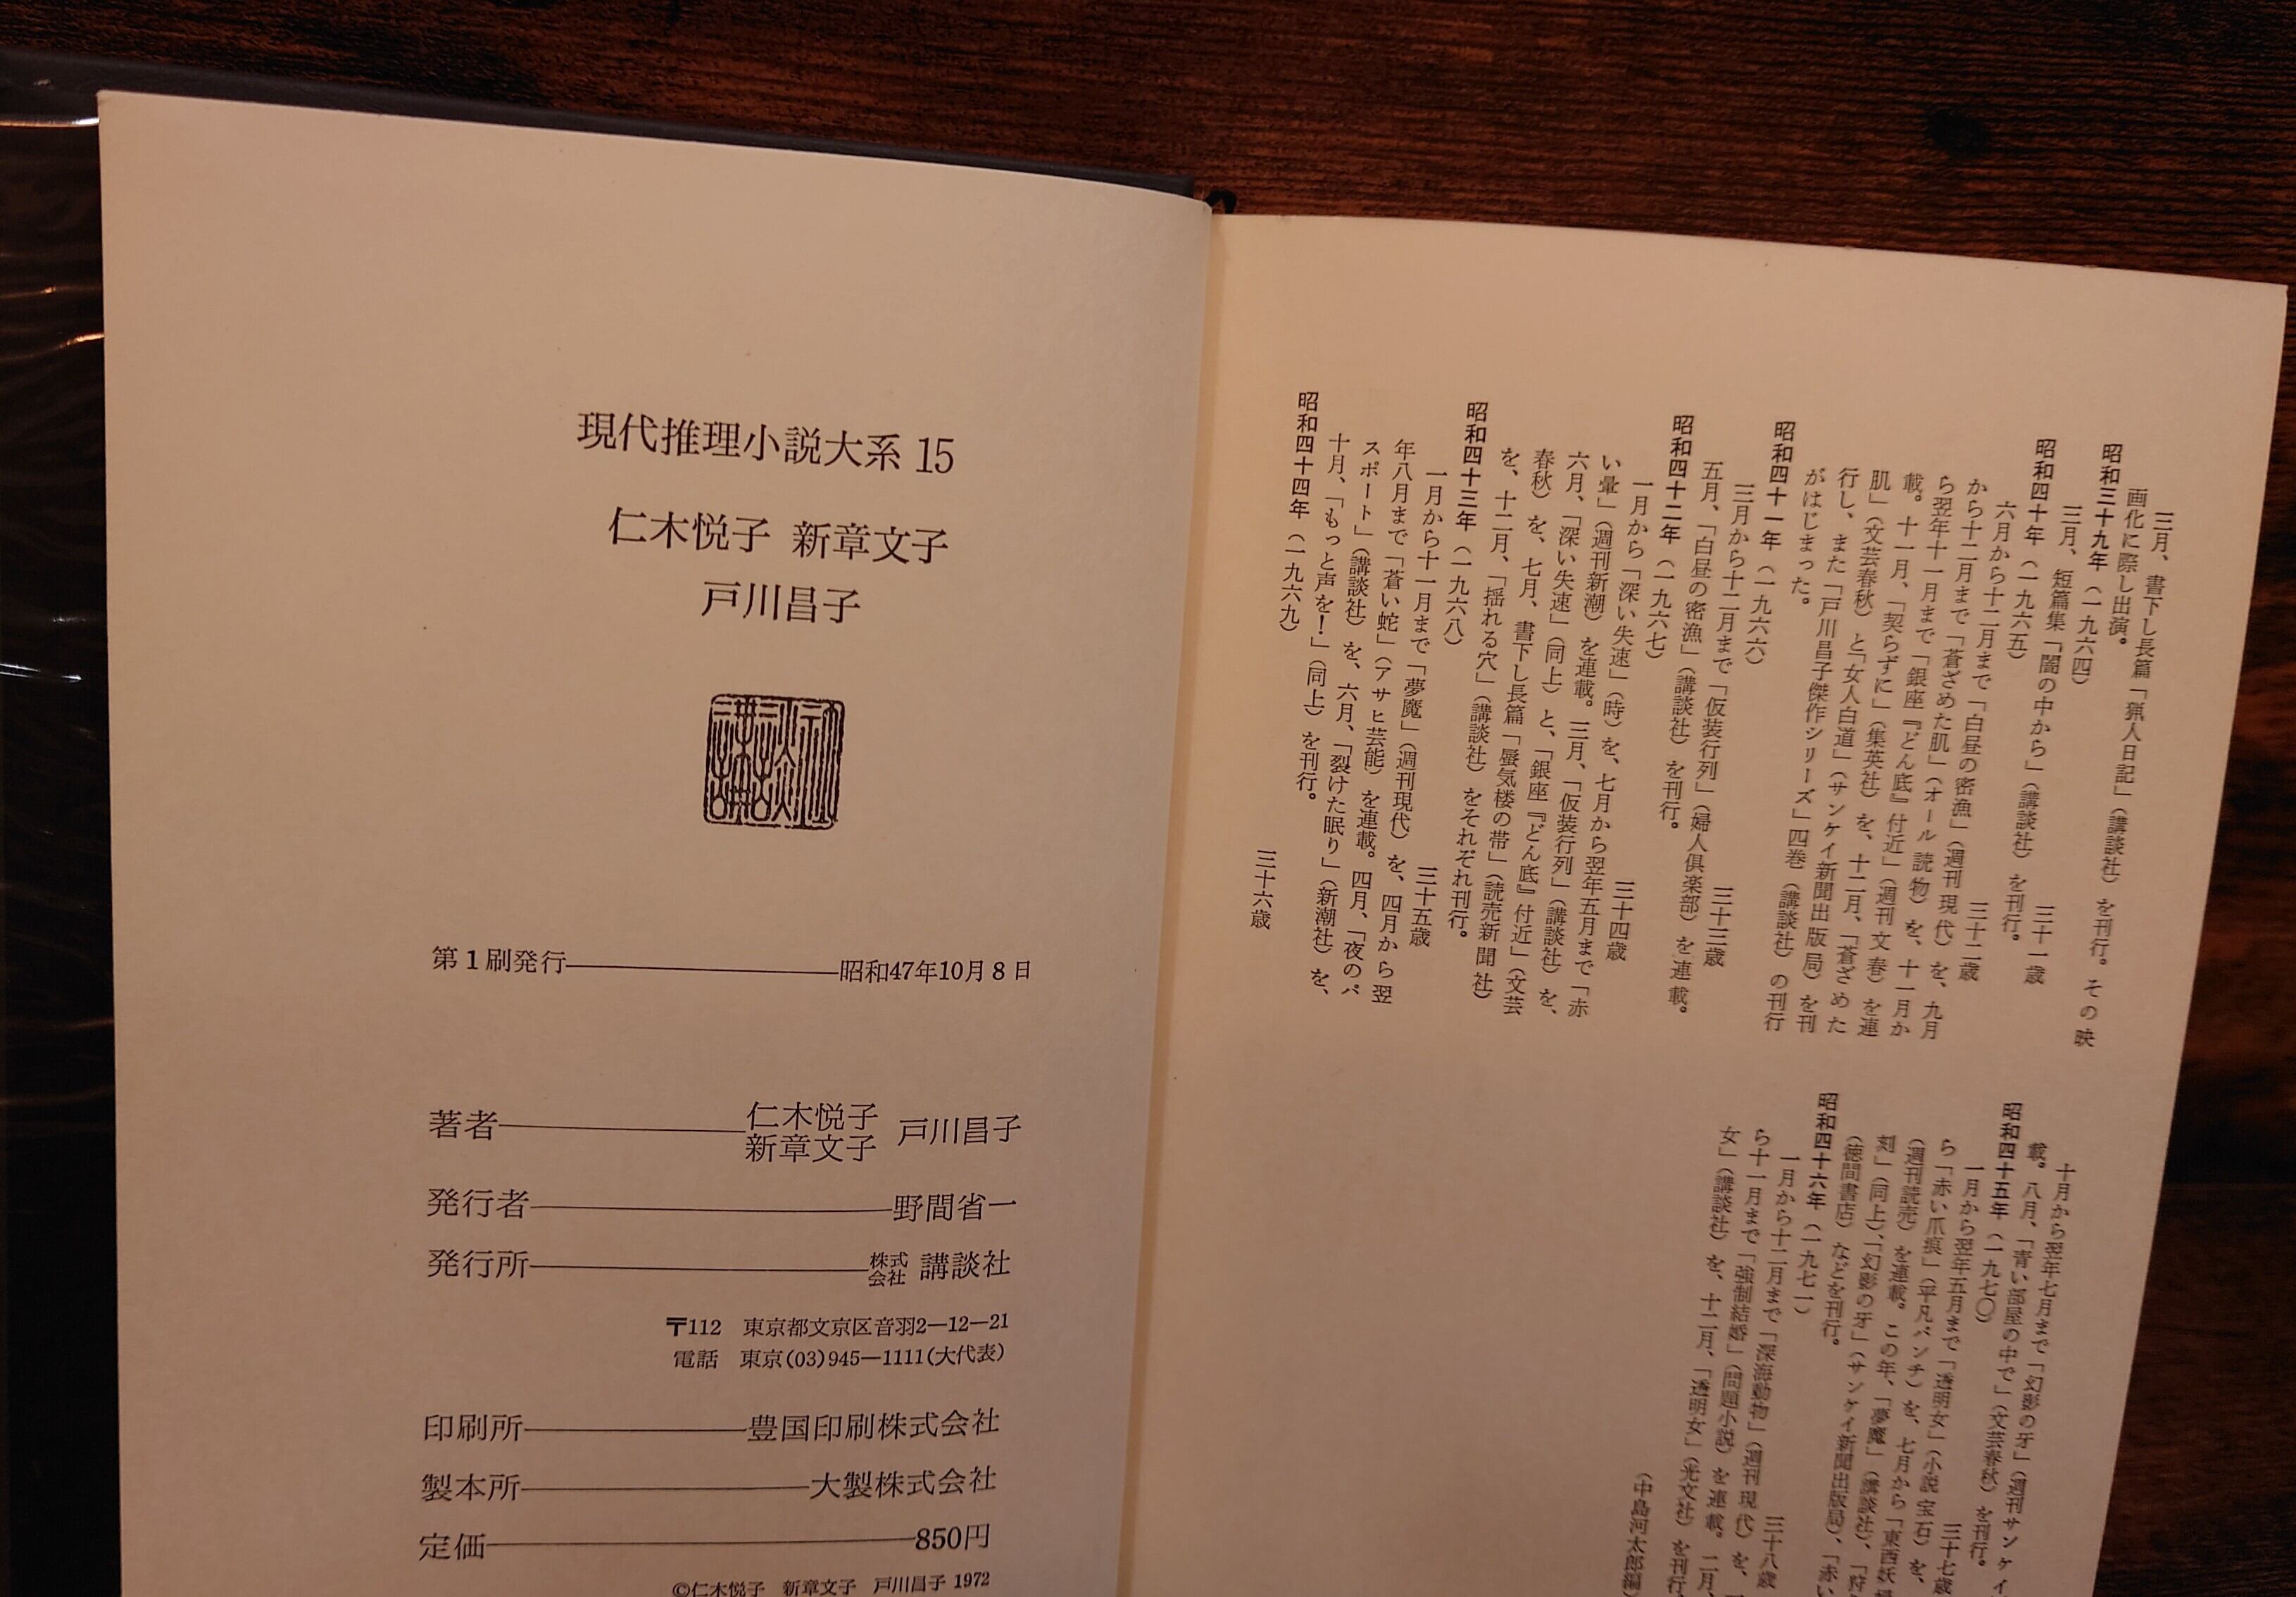 三月、書下し長篇「猟人日記」（講談社）を刊行。その映
画化に際し出演。
昭和三十九年（一九六四）　三十一歳
三月、短篇集「闇の中から」（講談社）を刊行。
昭和四十年（一九六五）　三十二歳
六月から十二月まで「白昼の密漁」（週刊現代）を、九月
から十二月まで「蒼ざめた肌」（オール読物）を、十一月か
ら翌年十一月まで「銀座『どん底』付近」（週刊文春）を連
載。十一月、「契らずに」（集英社）を、十二月、「蒼ざめた
肌」（文芸春秋）と「女人白道」（サンケイ新聞出版局）を刊
行し、また「戸川昌子傑作シリーズ」四巻（講談社）の刊行
がはじまった。
昭和四十一年（一九六六）　三十三歳
三月から十二月まで「仮装行列」（婦人倶楽部）を連載。
五月、「白昼の密漁」（講談社）を刊行。
昭和四十二年（一九六七）　三十四歳
一月から「深い失速」（時）を、七月から翌年五月まで「赤
い暈」（週刊新潮）を連載。三月、「仮装行列」（講談社）を、
六月、「深い失速」（同上）と、「銀座『どん底』付近」（文芸
春秋）を、七月、書下し長篇「蜃気楼の帯」（読売新聞社）
を、十二月、「揺れる穴」（講談社）をそれぞれ刊行。
昭和四十三年（一九六八）　三十五歳
一月から十一月まで「夢魔」（週刊現代）を、四月から翌
年八月まで「蒼い蛇」（アサヒ芸能）を連載。四月、「夜のパ
スポート」（講談社）を、六月、「裂けた眠り」（新潮社）を、
十月、「もっと声を！」（同上）を刊行。
昭和四十四年（一九六九）　三十六歳
十月から翌年七月まで「幻影の牙」（週刊サンケイ
載。八月、「青い部屋の中で」（文芸春秋）を刊行。
昭和四十五年（一九七〇）　三十七歳
一月から翌年五月まで「透明女」（小説宝石）を、
ら「赤い爪痕」（平凡パンチ）を、七月から「東西妖
（週刊読売）を連載。この年、「夢魔」（講談社）、「狩
刻」（同上）、「幻影の牙」（サンケイ新聞出版局）、「赤い
（徳間書店）などを刊行。
昭和四十六年（一九七一）　三十八歳
一月から十二月まで「深海動物」（週刊現代）を、
ら十一月まで「強制結婚」（問題小説）を連載。二月、
女」（講談社）を、十二月、「透明女」（光文社）を刊行
（中島河太郎編）
現代推理小説大系 15
仁木悦子 新章文子
戸川昌子
講談社
第1刷発行――昭和47年10月8日
著者――仁木悦子 新章文子 戸川昌子
発行者――野間省一
発行所――株式会社 講談社
〒112 東京都文京区音羽2―12―21
電話 東京(03)945―1111(大代表)
印刷所――豊国印刷株式会社
製本所――大製株式会社
定価――850円
©仁木悦子 新章文子 戸川昌子 1972